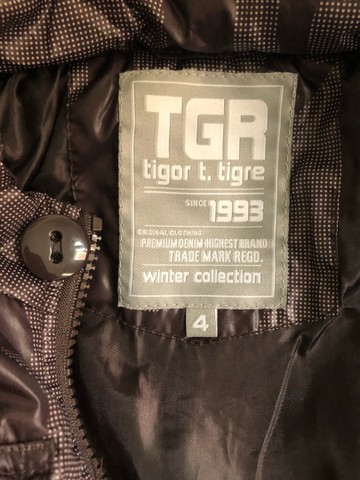 TGR
tigor t. tigre
SINCE 1993
ORIGINAL CLOTHING
PREMIUM DENIM HIGHEST BRAND
TRADE MARK REGD.
winter collection
4